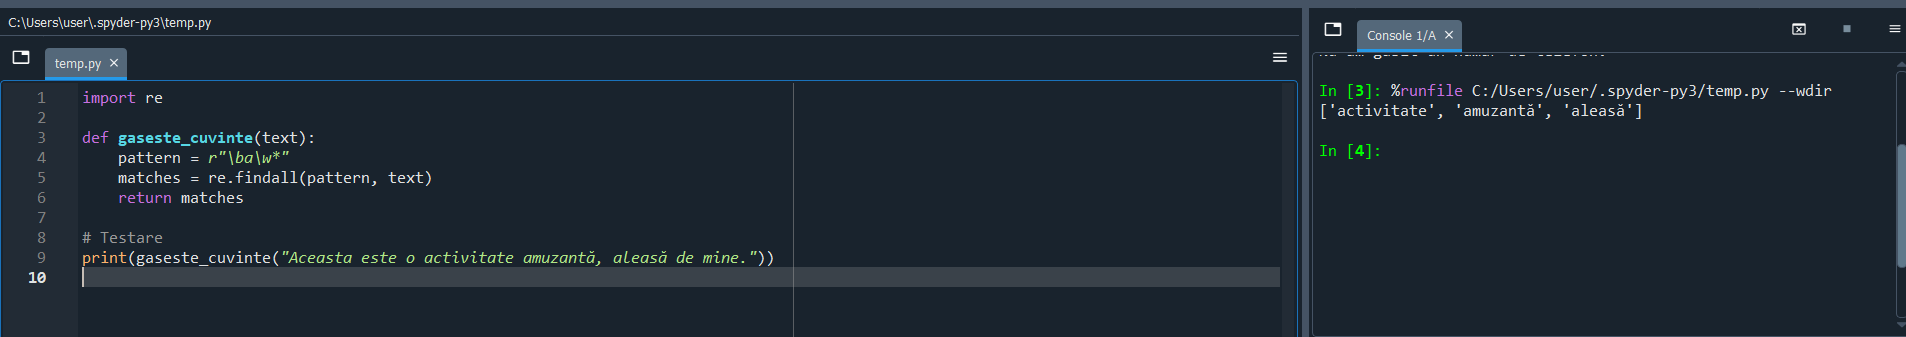 C:\Users\user\.spyder-py3\temp.py
temp.py ×
1 import re
2
3 def gaseste_cuvinte(text):
4 pattern = r"\ba\w*"
5 matches = re.findall(pattern, text)
6 return matches
7
8 # Testare
9 print(gaseste_cuvinte("Aceasta este o activitate amuzantă, aleasă de mine."))
10
Console 1/A ×
In [3]: %runfile C:/Users/user/.spyder-py3/temp.py --wdir
['activitate', 'amuzantă', 'aleasă']
In [4]: